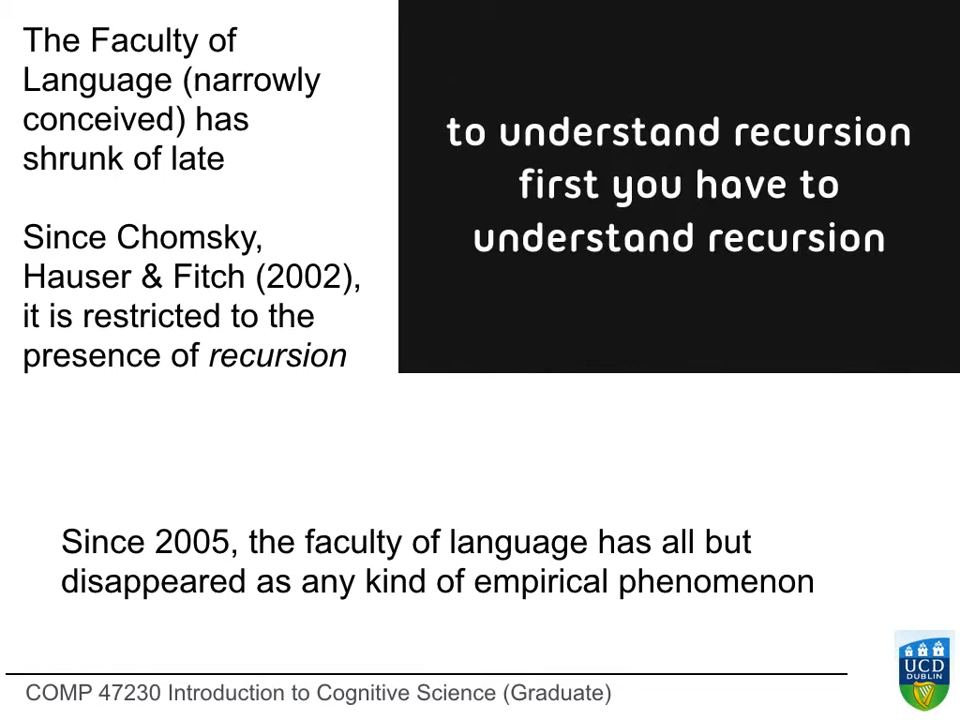 The Faculty of
Language (narrowly
conceived) has
shrunk of late
Since Chomsky,
Hauser & Fitch (2002),
it is restricted to the
presence of recursion
to understand recursion
first you have to
understand recursion
Since 2005, the faculty of language has all but
disappeared as any kind of empirical phenomenon
COMP 47230 Introduction to Cognitive Science (Graduate)
UCD
DUBLIN